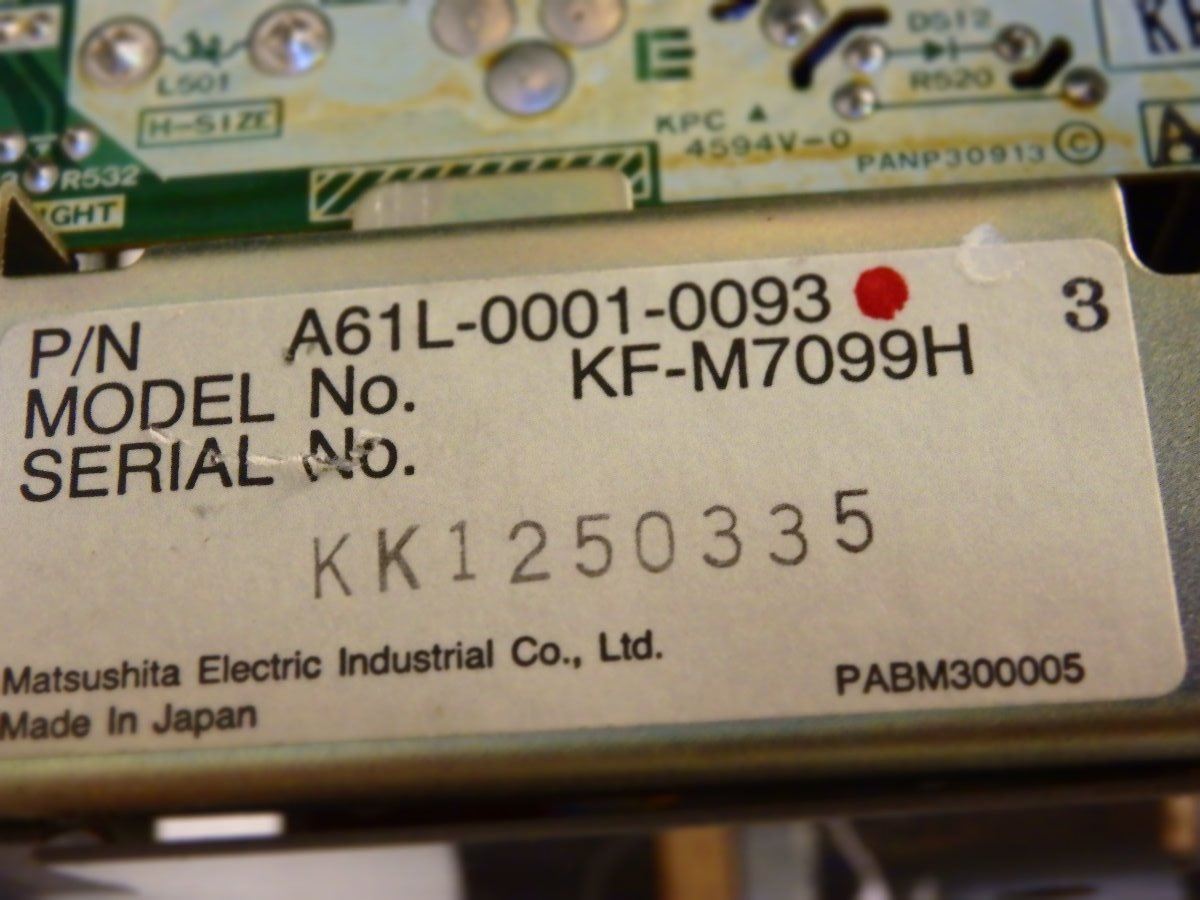 DS12
L501
R520
H-SIZE
KPC
4594V-0
PANP30913 ©
R532
IGHT
P/N A61L-0001-0093 3
MODEL No. KF-M7099H
SERIAL No.
KK1250335
Matsushita Electric Industrial Co., Ltd.
PABM300005
Made In Japan